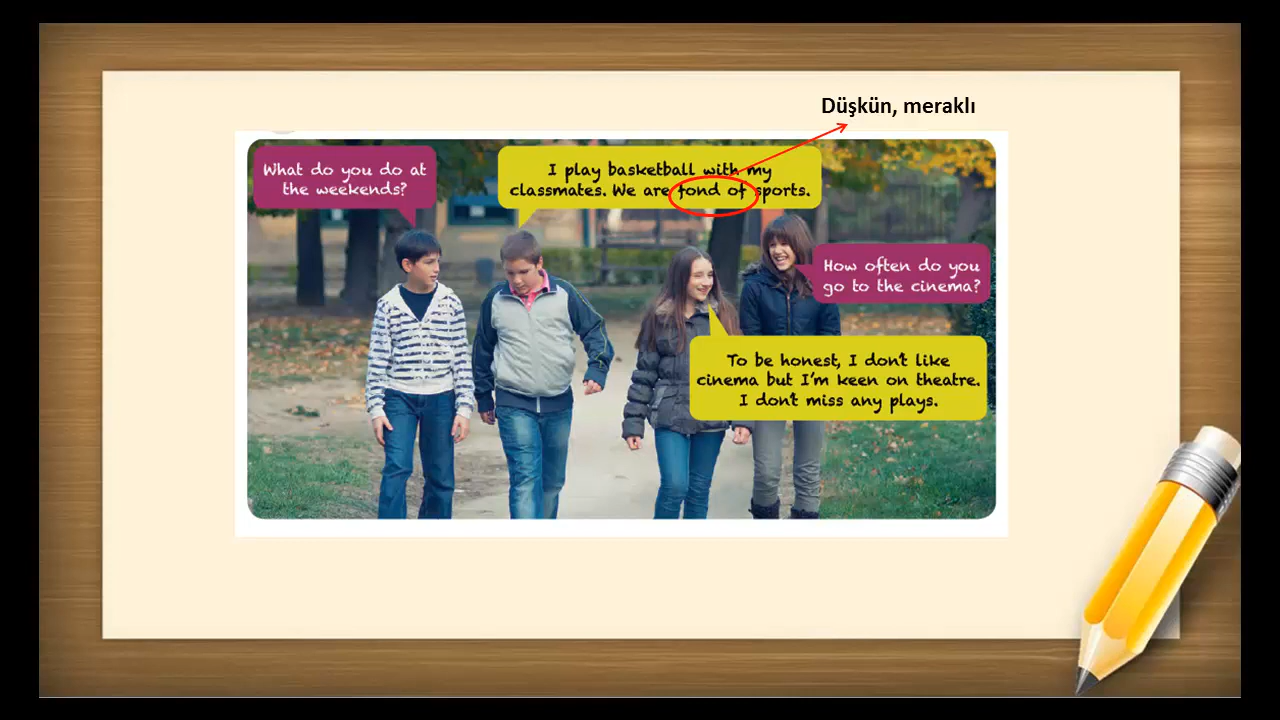 Düşkün, meraklı
What do you do at
the weekends?
I play basketball with my
classmates. We are fond of sports.
How often do you
go to the cinema?
To be honest, I don't like
cinema but I'm keen on theatre.
I don't miss any plays.